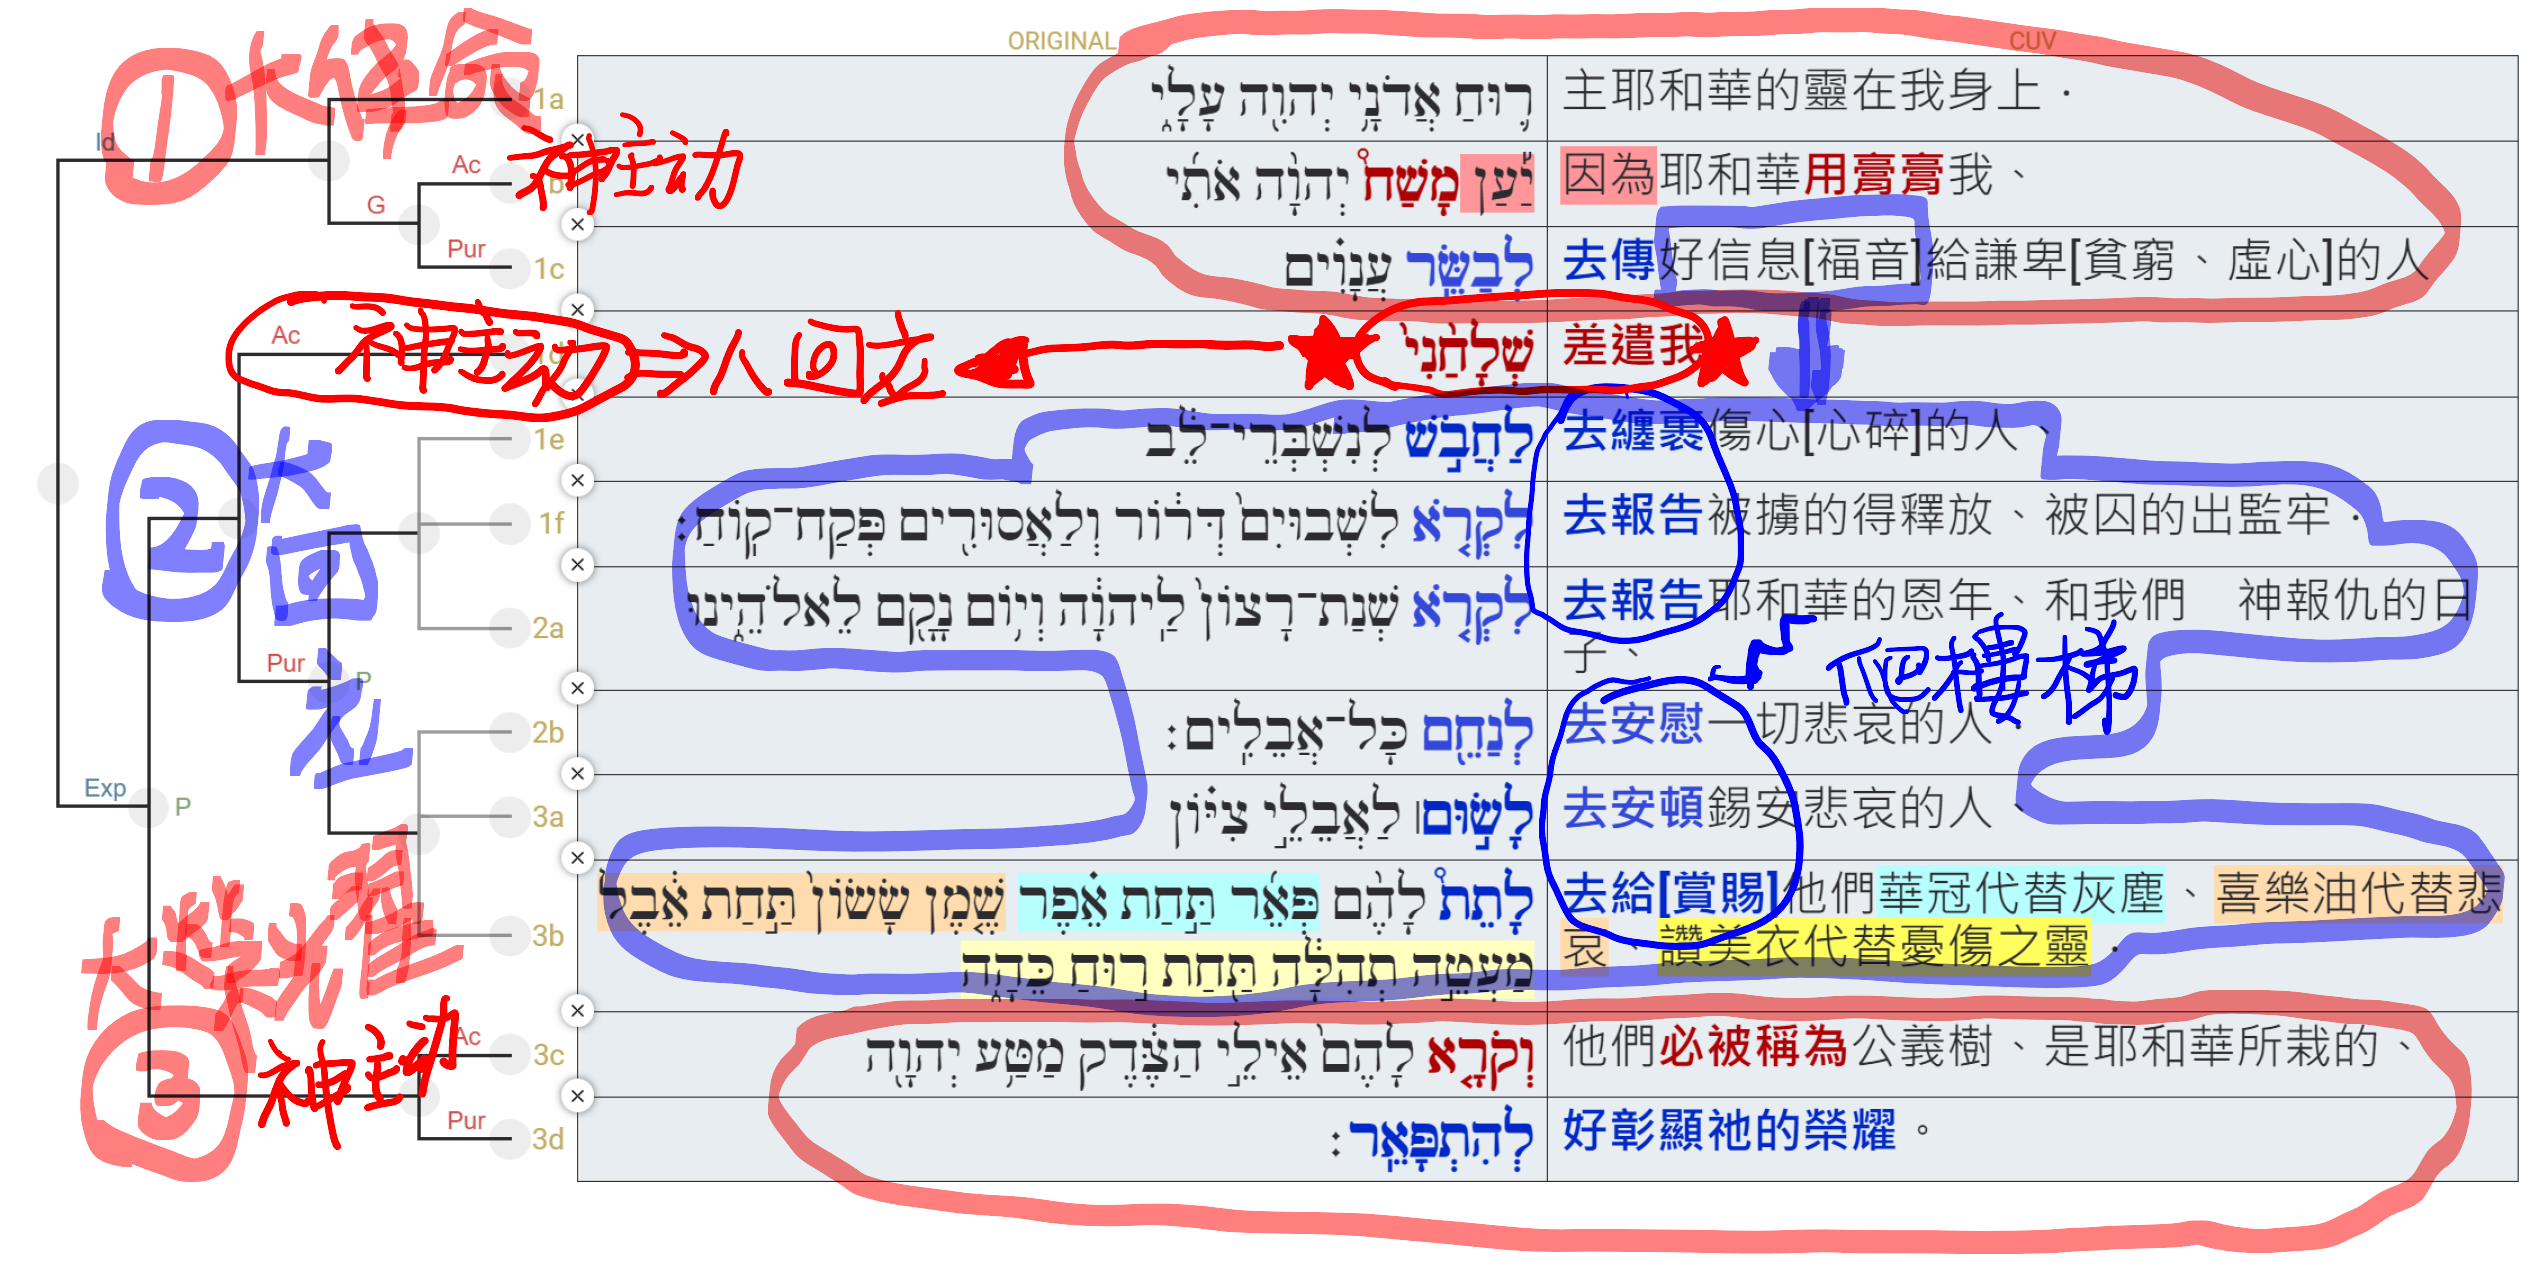 ORIGINAL CUV
① 大使命
1a ר֛וּחַ אֲדֹנָ֥י יְהוִ֖ה עָלָ֑י 主耶和華的靈在我身上．
Id
Ac 神主动 b יַ֡עַן מָשַׁח֩ יְהוָ֨ה אֹתִ֜י 因為耶和華用膏膏我、
G
Pur 1c לְבַשֵּׂ֣ר עֲנָוִ֗ים 去傳好信息[福音]給謙卑[貧窮、虛心]的人
Ac 神主动 ⇒ 人回应 1d שְׁלָחַ֙נִי֙ 差遣我
② 大回应
1e לַחֲבֹ֣שׁ לְנִשְׁבְּרֵי־לֵ֔ב 去纏裹傷心[心碎]的人、
1f לִקְרֹ֤א לִשְׁבוּיִם֙ דְּר֔וֹר וְלַאֲסוּרִ֖ים פְּקַח־קֽוֹחַ׃ 去報告被擄的得釋放、被囚的出監牢．
2a לִקְרֹ֤א שְׁנַת־רָצוֹן֙ לַֽיהוָ֔ה וְי֥וֹם נָקָ֖ם לֵאלֹהֵ֑ינוּ 去報告耶和華的恩年、和我們　神報仇的日
子、
Pur P
爬樓梯
2b לְנַחֵ֖ם כָּל־אֲבֵלִֽים׃ 去安慰一切悲哀的人．
Exp P
3a לָשׂ֣וּם׀ לַאֲבֵלֵ֣י צִיּ֗וֹן 去安頓錫安悲哀的人、
3b לָתֵת֩ לָהֶ֨ם פְּאֵ֜ר תַּ֣חַת אֵ֗פֶר שֶׁ֤מֶן שָׂשׂוֹן֙ תַּ֣חַת אֵ֔בֶל 去給[賞賜]他們華冠代替灰塵、喜樂油代替悲
מַעֲטֵ֣ה תְהִלָּ֔ה תַּ֖חַת ר֣וּחַ כֵּהָ֑ה 哀、讚美衣代替憂傷之靈．
大榮耀
③ 神主动
Ac 3c וְקֹרָ֤א לָהֶם֙ אֵילֵ֣י הַצֶּ֔דֶק מַטַּ֥ע יְהוָ֖ה 他們必被稱為公義樹、是耶和華所栽的、
Pur 3d לְהִתְפָּאֵֽר׃ 好彰顯祂的榮耀。